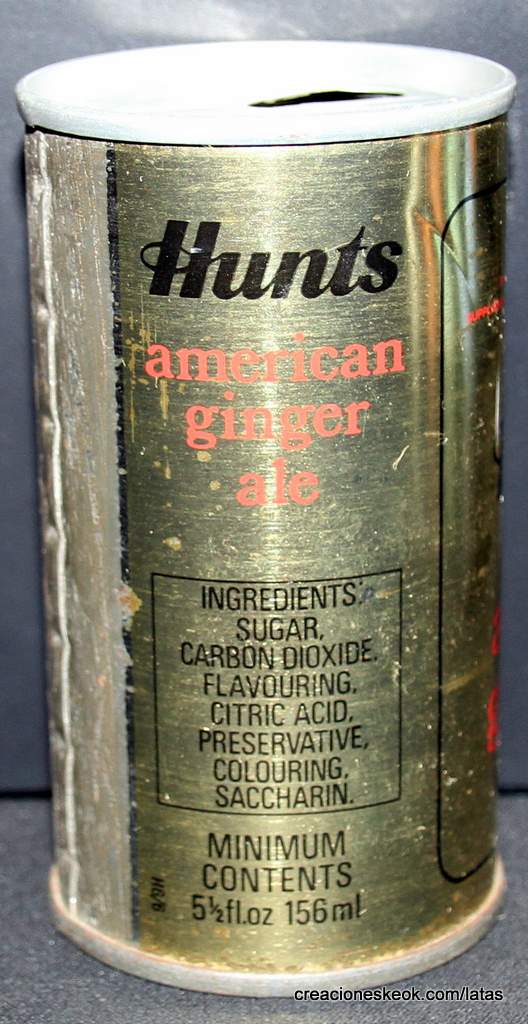 Hunts
american
ginger
ale
INGREDIENTS:
SUGAR,
CARBON DIOXIDE,
FLAVOURING,
CITRIC ACID,
PRESERVATIVE,
COLOURING,
SACCHARIN.
MINIMUM
CONTENTS
5½fl.oz 156ml
creacioneskeok.com/latas